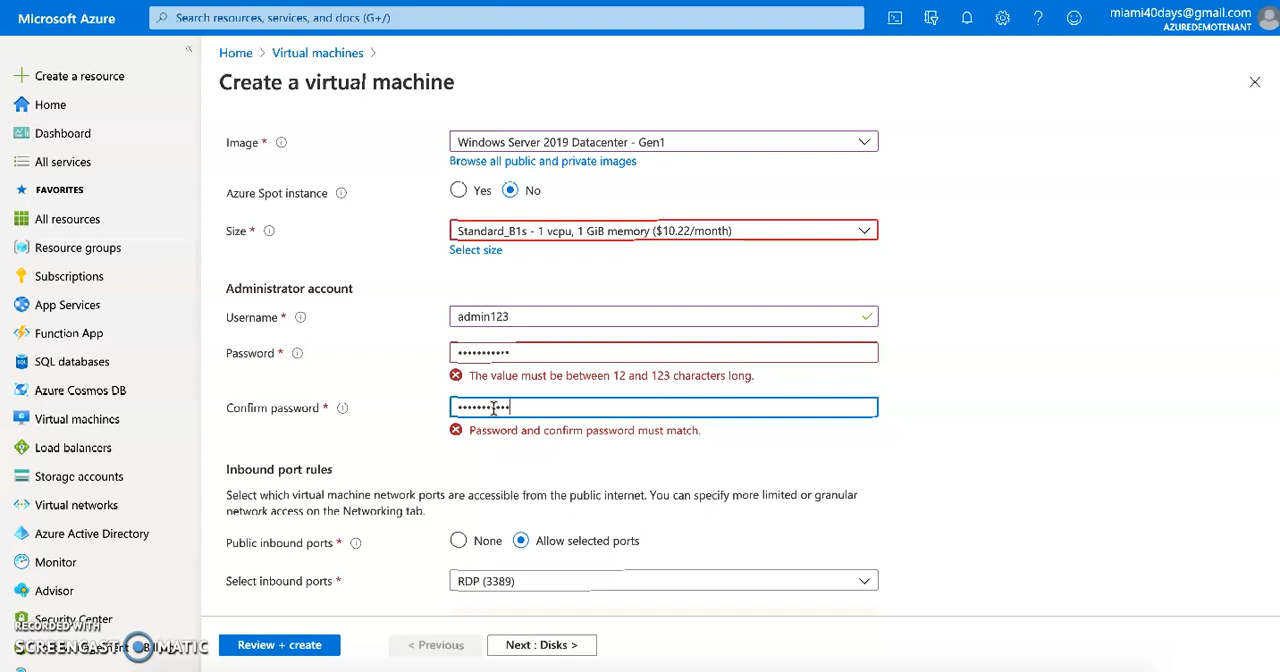 Microsoft Azure
Search resources, services, and docs (G+/)
miami40days@gmail.com
AZUREDEMOTENANT
Home > Virtual machines >
Create a virtual machine
Create a resource
Home
Dashboard
All services
FAVORITES
All resources
Resource groups
Subscriptions
App Services
Function App
SQL databases
Azure Cosmos DB
Virtual machines
Load balancers
Storage accounts
Virtual networks
Azure Active Directory
Monitor
Advisor
Security Center
RECORDED WITH
SCREENCAST MATIC
Image *
Windows Server 2019 Datacenter - Gen1
Browse all public and private images
Azure Spot instance
Yes No
Size *
Standard_B1s - 1 vcpu, 1 GiB memory ($10.22/month)
Select size
Administrator account
Username *
admin123
Password *
The value must be between 12 and 123 characters long.
Confirm password *
Password and confirm password must match.
Inbound port rules
Select which virtual machine network ports are accessible from the public internet. You can specify more limited or granular
network access on the Networking tab.
Public inbound ports *
None Allow selected ports
Select inbound ports *
RDP (3389)
Review + create
< Previous
Next : Disks >